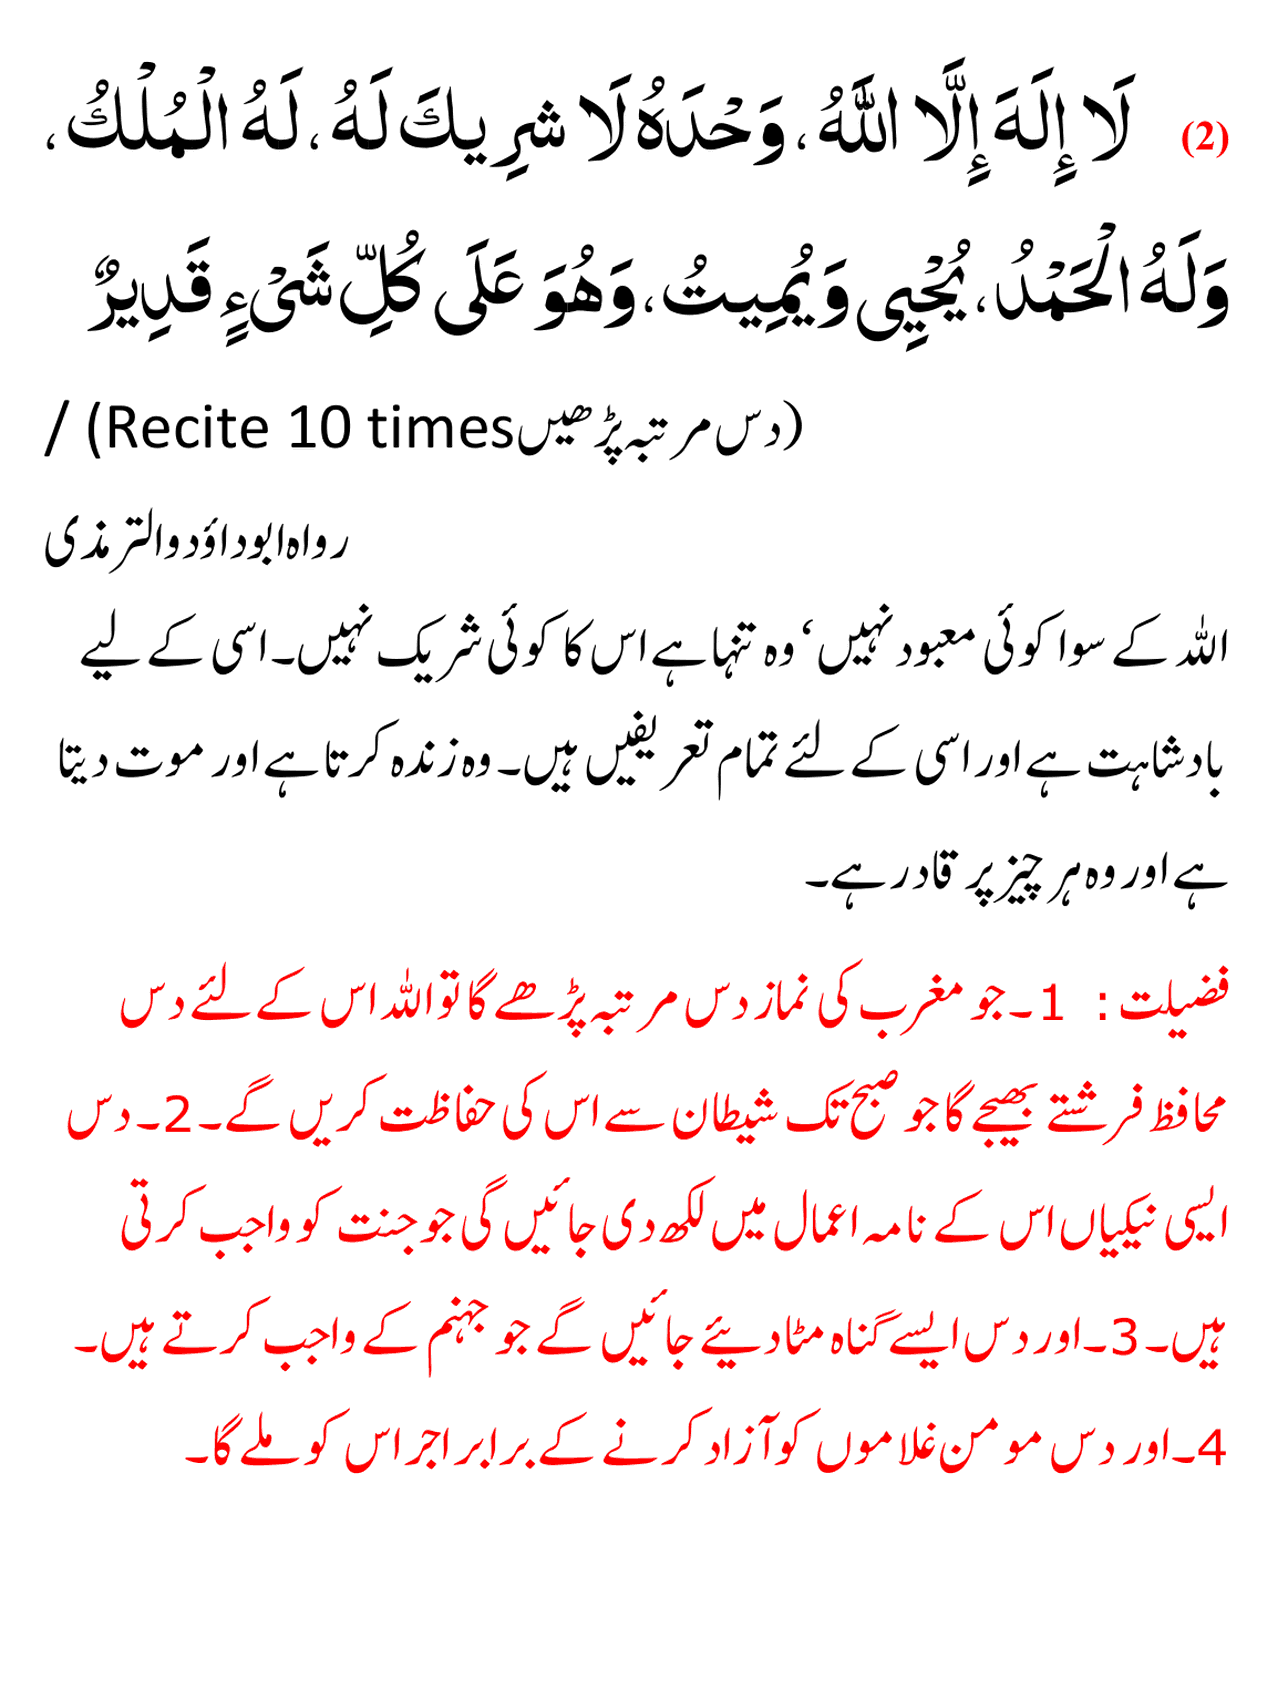 (2) لَا إِلَهَ إِلَّا اللَّهُ، وَحْدَهُ لَا شَرِيكَ لَهُ، لَهُ الْمُلْكُ،
وَلَهُ الْحَمْدُ، يُحْيِي وَيُمِيتُ، وَهُوَ عَلَى كُلِّ شَىْءٍ قَدِيرٌ
/ (Recite 10 timesدس مرتبہ پڑھیں)
رواہ ابوداؤد والترمذی
اللہ کے سوا کوئی معبود نہیں‘ وہ تنہا ہے اس کا کوئی شریک نہیں۔ اسی کے لیے
بادشاہت ہے اور اسی کے لئے تمام تعریفیں ہیں۔ وہ زندہ کرتا ہے اور موت دیتا
ہے اور وہ ہر چیز پر قادر ہے۔
فضیلت: 1۔جو مغرب کی نماز دس مرتبہ پڑھے گا تو اللہ اس کے لئے دس
محافظ فرشتے بھیجے گا جو صبح تک شیطان سے اس کی حفاظت کریں گے۔2۔دس
ایسی نیکیاں اس کے نامہ اعمال میں لکھ دی جائیں گی جو جنت کو واجب کرتی
ہیں۔3۔اور دس ایسے گناہ مٹا دیئے جائیں گے جو جہنم کے واجب کرتے ہیں۔
4۔اور دس مومن غلاموں کو آزاد کرنے کے برابر اجر اس کو ملے گا۔